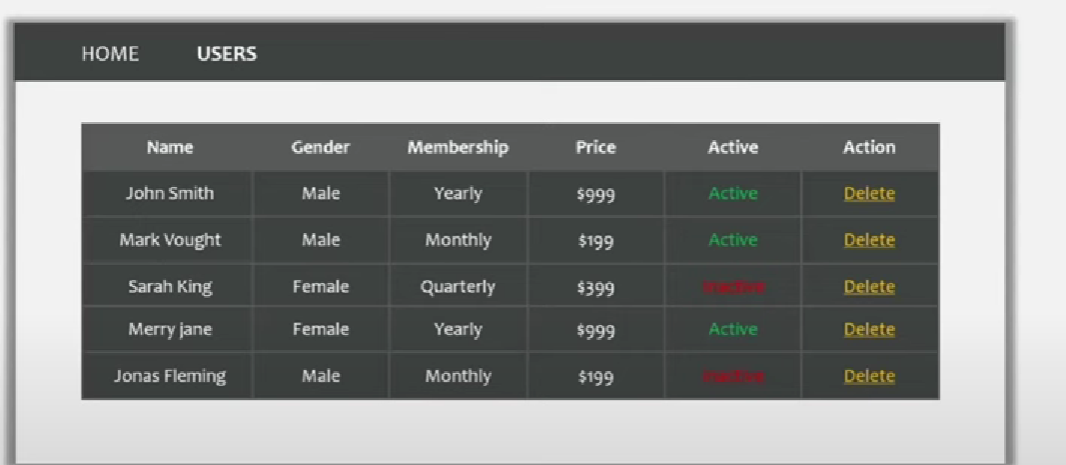 HOME USERS
Name Gender Membership Price Active Action
John Smith Male Yearly $999 Active Delete
Mark Vought Male Monthly $199 Active Delete
Sarah King Female Quarterly $399 Inactive Delete
Merry jane Female Yearly $999 Active Delete
Jonas Fleming Male Monthly $199 Inactive Delete